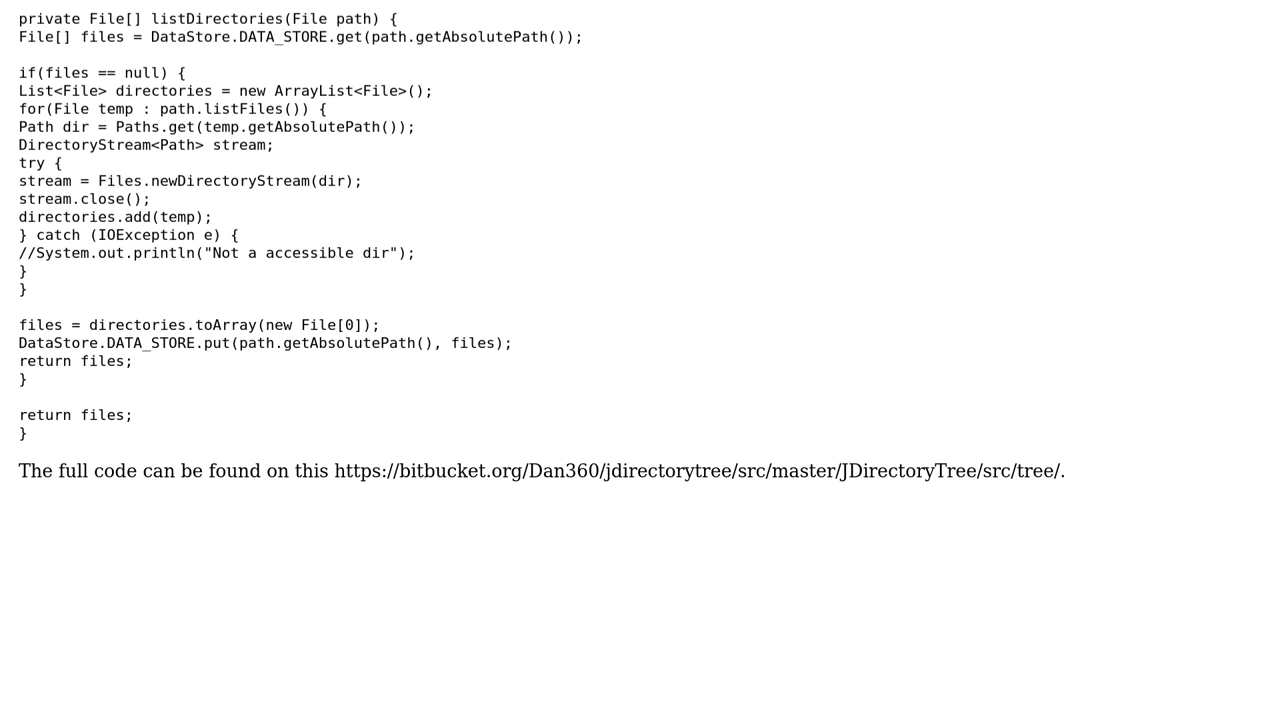 private File[] listDirectories(File path) {
File[] files = DataStore.DATA_STORE.get(path.getAbsolutePath());

if(files == null) {
List<File> directories = new ArrayList<File>();
for(File temp : path.listFiles()) {
Path dir = Paths.get(temp.getAbsolutePath());
DirectoryStream<Path> stream;
try {
stream = Files.newDirectoryStream(dir);
stream.close();
directories.add(temp);
} catch (IOException e) {
//System.out.println("Not a accessible dir");
}
}

files = directories.toArray(new File[0]);
DataStore.DATA_STORE.put(path.getAbsolutePath(), files);
return files;
}

return files;
}
The full code can be found on this https://bitbucket.org/Dan360/jdirectorytree/src/master/JDirectoryTree/src/tree/.